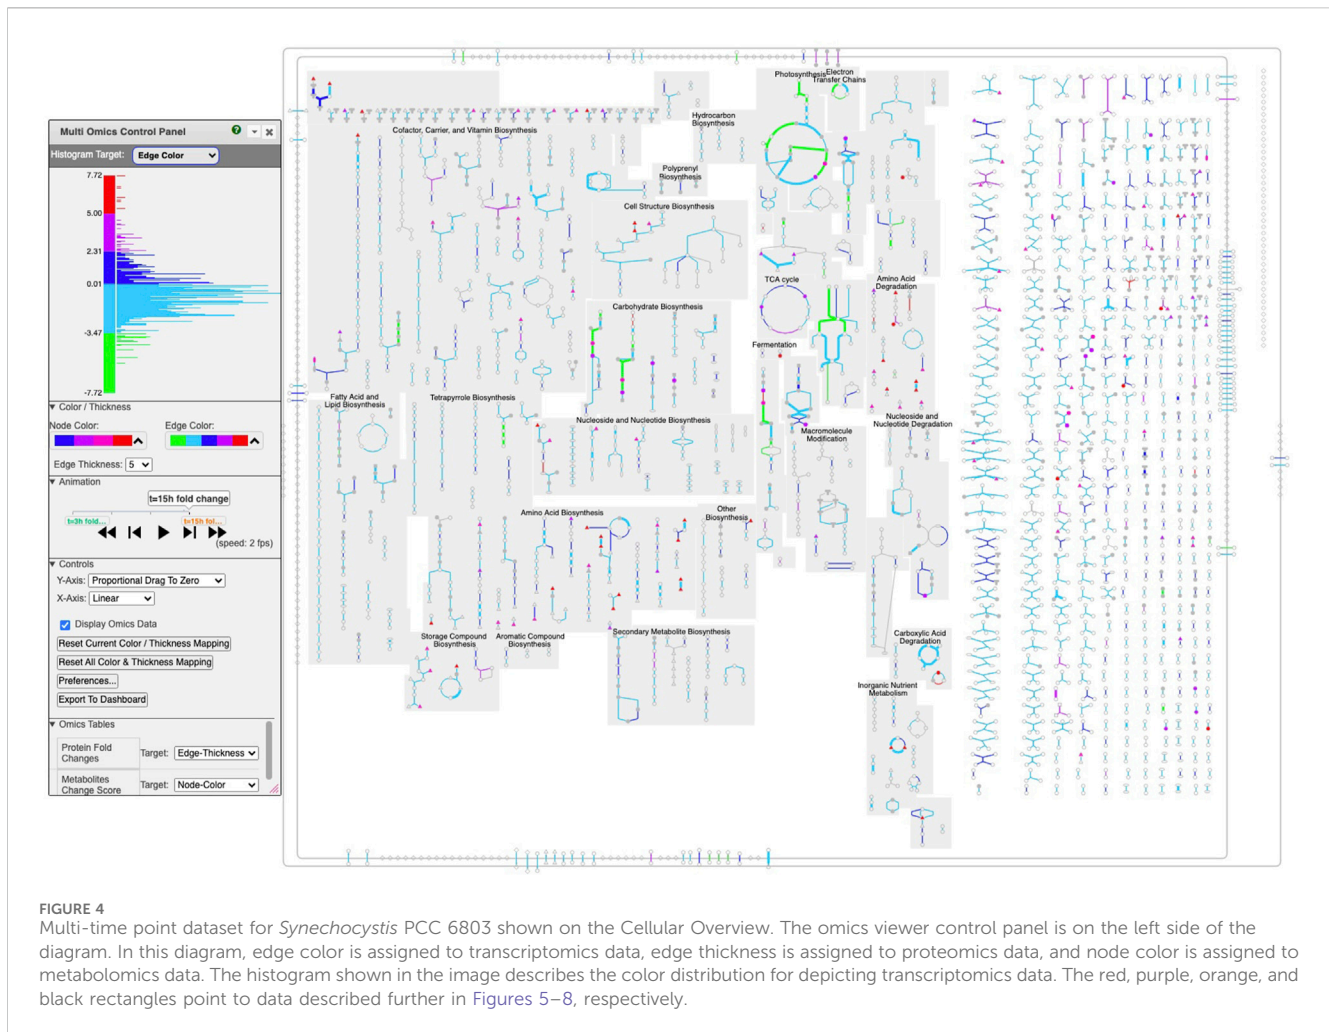 Multi Omics Control Panel
Histogram Target: Edge Color
7.72
5.00
2.31
0.01
-3.47
-7.72
Color / Thickness
Node Color:
Edge Color:
Edge Thickness: 5
Animation
t=15h fold change
t=3h fold...
t=15h fol...
(speed: 2 fps)
Controls
Y-Axis: Proportional Drag To Zero
X-Axis: Linear
Display Omics Data
Reset Current Color / Thickness Mapping
Reset All Color & Thickness Mapping
Preferences...
Export To Dashboard
Omics Tables
Protein Fold
Changes
Target: Edge-Thickness
Metabolites
Change Score
Target: Node-Color
Cofactor, Carrier, and Vitamin Biosynthesis
Hydrocarbon
Biosynthesis
Photosynthesis
Electron
Transfer Chains
Polyprenyl
Biosynthesis
Cell Structure Biosynthesis
TCA cycle
Amino Acid
Degradation
Carbohydrate Biosynthesis
Fermentation
Fatty Acid and
Lipid Biosynthesis
Tetrapyrrole Biosynthesis
Nucleoside and Nucleotide Biosynthesis
Macromolecule
Modification
Nucleoside and
Nucleotide Degradation
Amino Acid Biosynthesis
Other
Biosynthesis
Storage Compound
Biosynthesis
Aromatic Compound
Biosynthesis
Secondary Metabolite Biosynthesis
Carboxylic Acid
Degradation
Inorganic Nutrient
Metabolism
FIGURE 4
Multi-time point dataset for Synechocystis PCC 6803 shown on the Cellular Overview. The omics viewer control panel is on the left side of the
diagram. In this diagram, edge color is assigned to transcriptomics data, edge thickness is assigned to proteomics data, and node color is assigned to
metabolomics data. The histogram shown in the image describes the color distribution for depicting transcriptomics data. The red, purple, orange, and
black rectangles point to data described further in Figures 5–8, respectively.